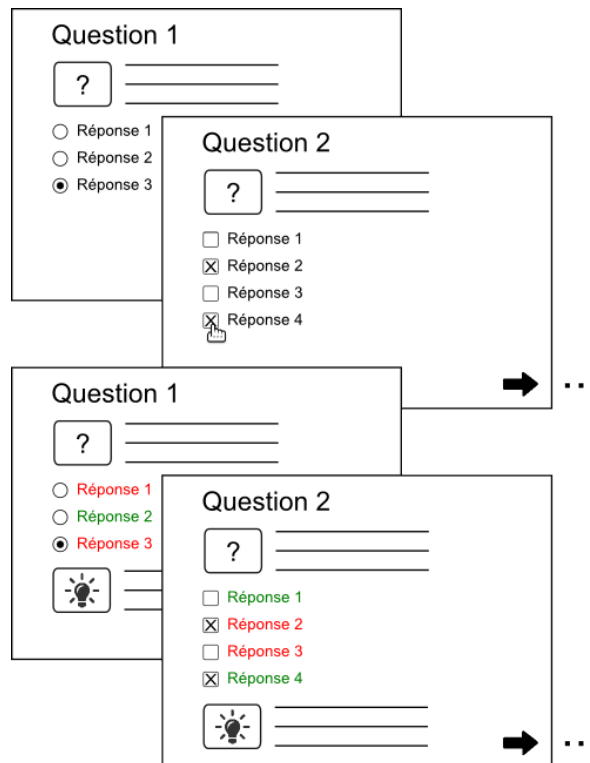 Question 1
?
Réponse 1
Réponse 2
Réponse 3
Question 2
?
Réponse 1
Réponse 2
Réponse 3
Réponse 4
..
Question 1
?
Réponse 1
Réponse 2
Réponse 3
Question 2
?
Réponse 1
Réponse 2
Réponse 3
Réponse 4
..